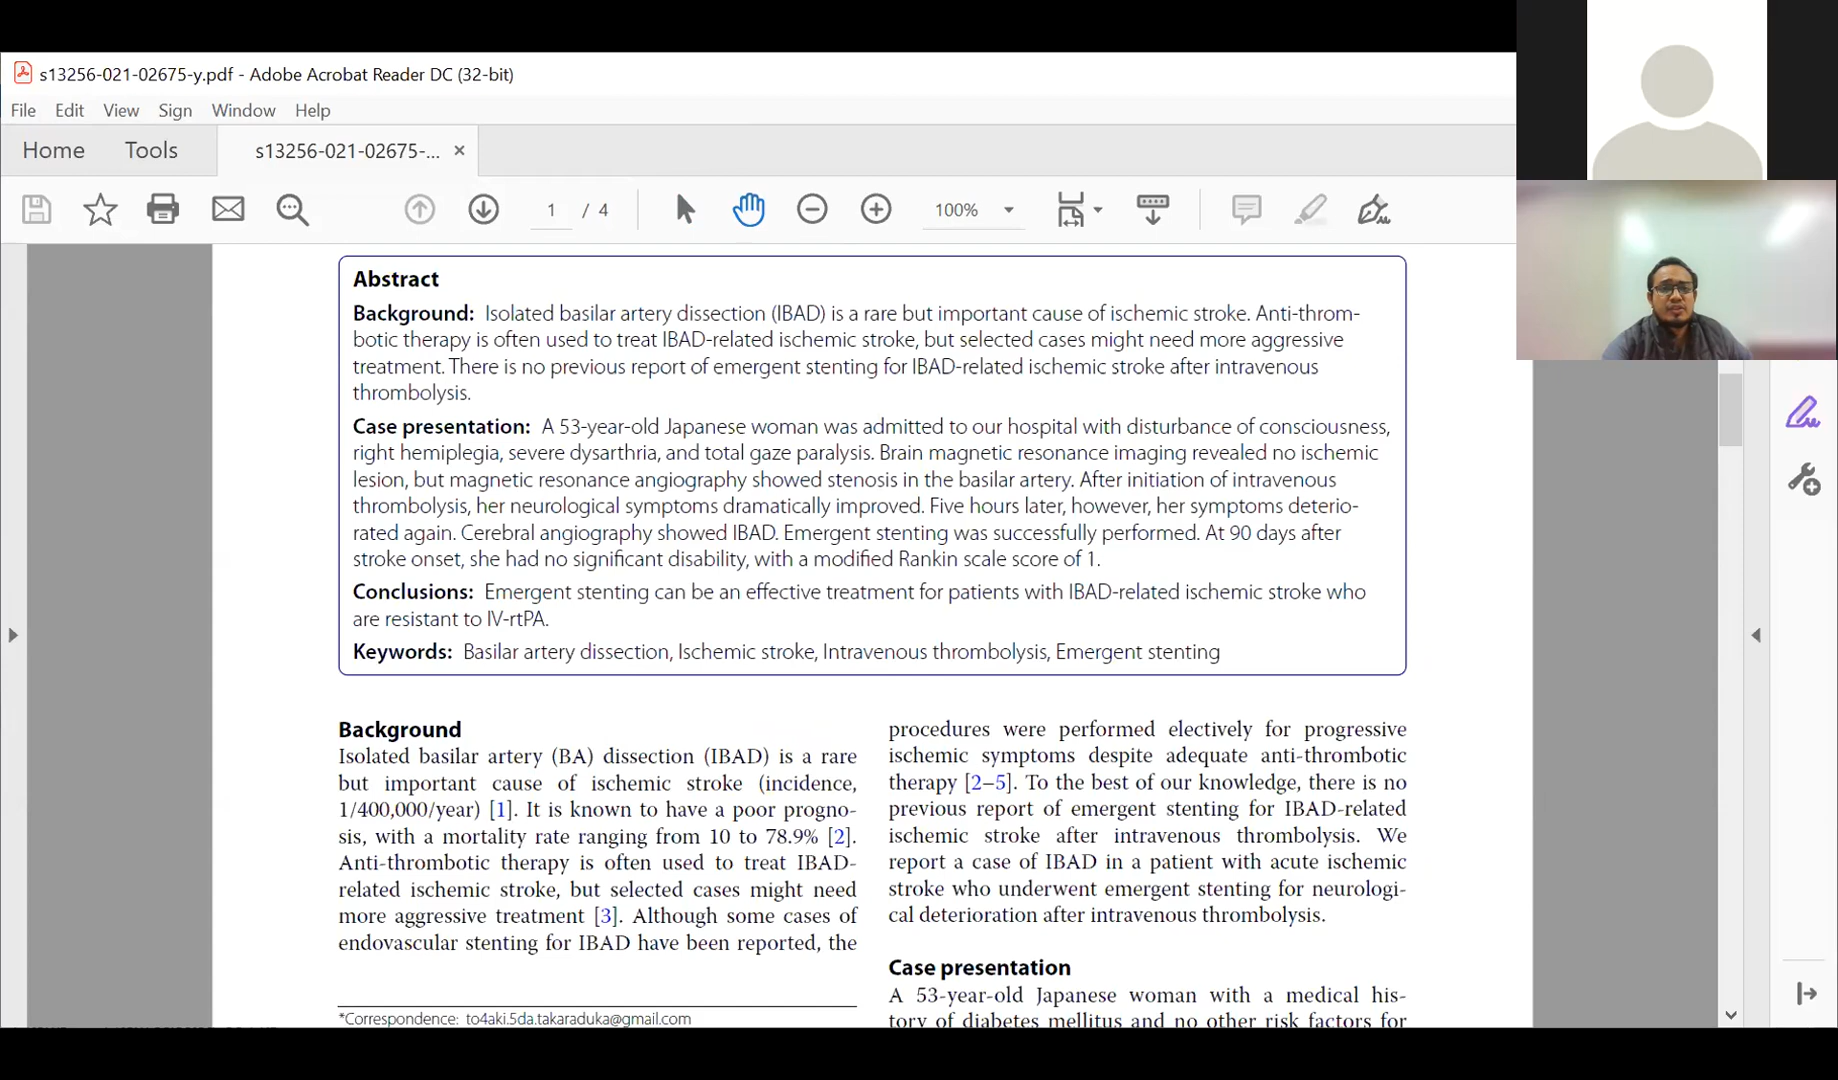 s13256-021-02675-y.pdf - Adobe Acrobat Reader DC (32-bit)
File Edit View Sign Window Help
Home Tools s13256-021-02675-... ×
1 / 4 100%
Abstract
Background: Isolated basilar artery dissection (IBAD) is a rare but important cause of ischemic stroke. Anti-throm-
botic therapy is often used to treat IBAD-related ischemic stroke, but selected cases might need more aggressive
treatment. There is no previous report of emergent stenting for IBAD-related ischemic stroke after intravenous
thrombolysis.
Case presentation: A 53-year-old Japanese woman was admitted to our hospital with disturbance of consciousness,
right hemiplegia, severe dysarthria, and total gaze paralysis. Brain magnetic resonance imaging revealed no ischemic
lesion, but magnetic resonance angiography showed stenosis in the basilar artery. After initiation of intravenous
thrombolysis, her neurological symptoms dramatically improved. Five hours later, however, her symptoms deterio-
rated again. Cerebral angiography showed IBAD. Emergent stenting was successfully performed. At 90 days after
stroke onset, she had no significant disability, with a modified Rankin scale score of 1.
Conclusions: Emergent stenting can be an effective treatment for patients with IBAD-related ischemic stroke who
are resistant to IV-rtPA.
Keywords: Basilar artery dissection, Ischemic stroke, Intravenous thrombolysis, Emergent stenting
Background
Isolated basilar artery (BA) dissection (IBAD) is a rare
but important cause of ischemic stroke (incidence,
1/400,000/year) [1]. It is known to have a poor progno-
sis, with a mortality rate ranging from 10 to 78.9% [2].
Anti-thrombotic therapy is often used to treat IBAD-
related ischemic stroke, but selected cases might need
more aggressive treatment [3]. Although some cases of
endovascular stenting for IBAD have been reported, the
*Correspondence: to4aki.5da.takaraduka@gmail.com
procedures were performed electively for progressive
ischemic symptoms despite adequate anti-thrombotic
therapy [2–5]. To the best of our knowledge, there is no
previous report of emergent stenting for IBAD-related
ischemic stroke after intravenous thrombolysis. We
report a case of IBAD in a patient with acute ischemic
stroke who underwent emergent stenting for neurologi-
cal deterioration after intravenous thrombolysis.
Case presentation
A 53-year-old Japanese woman with a medical his-
tory of diabetes mellitus and no other risk factors for